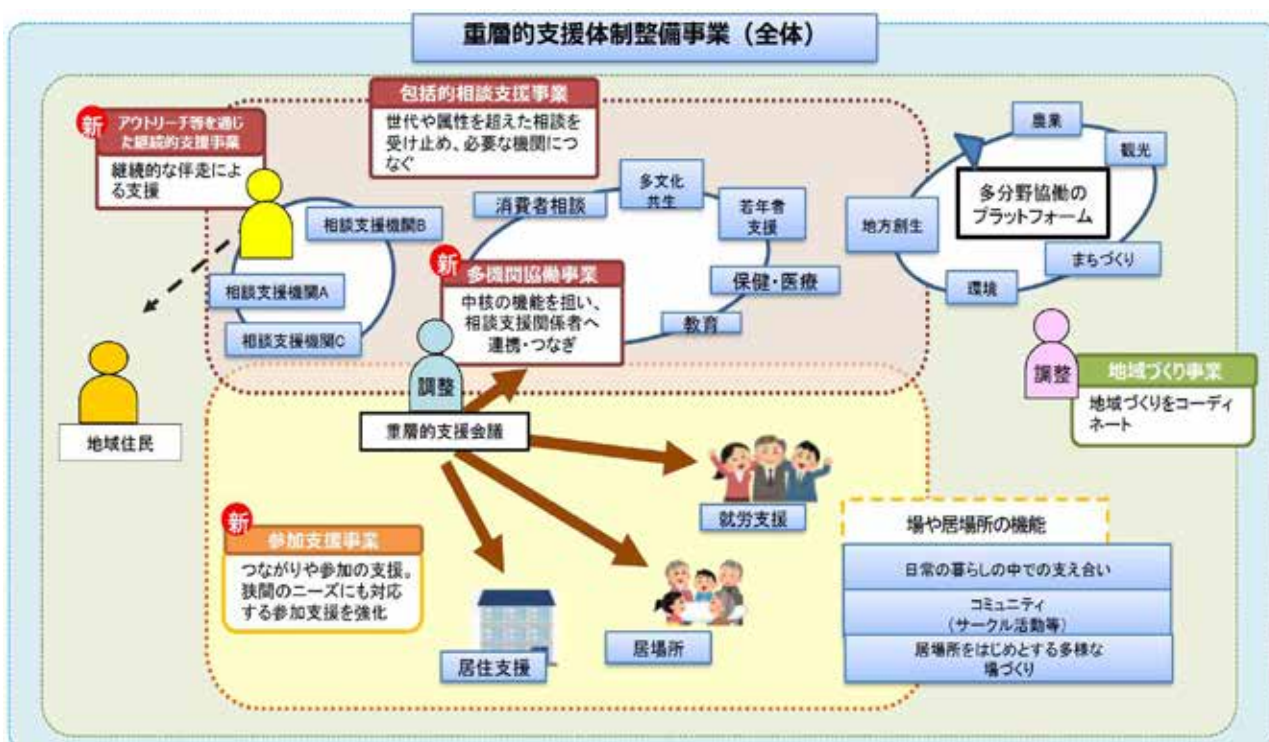 重層的支援体制整備事業（全体）
新
アウトリーチ等を通じ
た継続的支援事業
継続的な伴走によ
る支援
包括的相談支援事業
世代や属性を超えた相談を
受け止め、必要な機関につ
なぐ
相談支援機関B
相談支援機関A
相談支援機関C
消費者相談
多文化
共生
若年者
支援
保健・医療
教育
新
多機関協働事業
中核の機能を担い、
相談支援関係者へ
連携・つなぎ
調整
重層的支援会議
農業
観光
多分野協働の
プラットフォーム
地方創生
まちづくり
環境
調整
地域づくり事業
地域づくりをコーディ
ネート
地域住民
新
参加支援事業
つながりや参加の支援。
狭間のニーズにも対応
する参加支援を強化
就労支援
居場所
居住支援
場や居場所の機能
日常の暮らしの中での支え合い
コミュニティ
（サークル活動等）
居場所をはじめとする多様な
場づくり